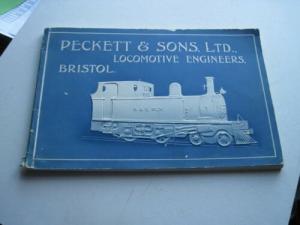 PECKETT & SONS, LTD.,
LOCOMOTIVE ENGINEERS,
BRISTOL.